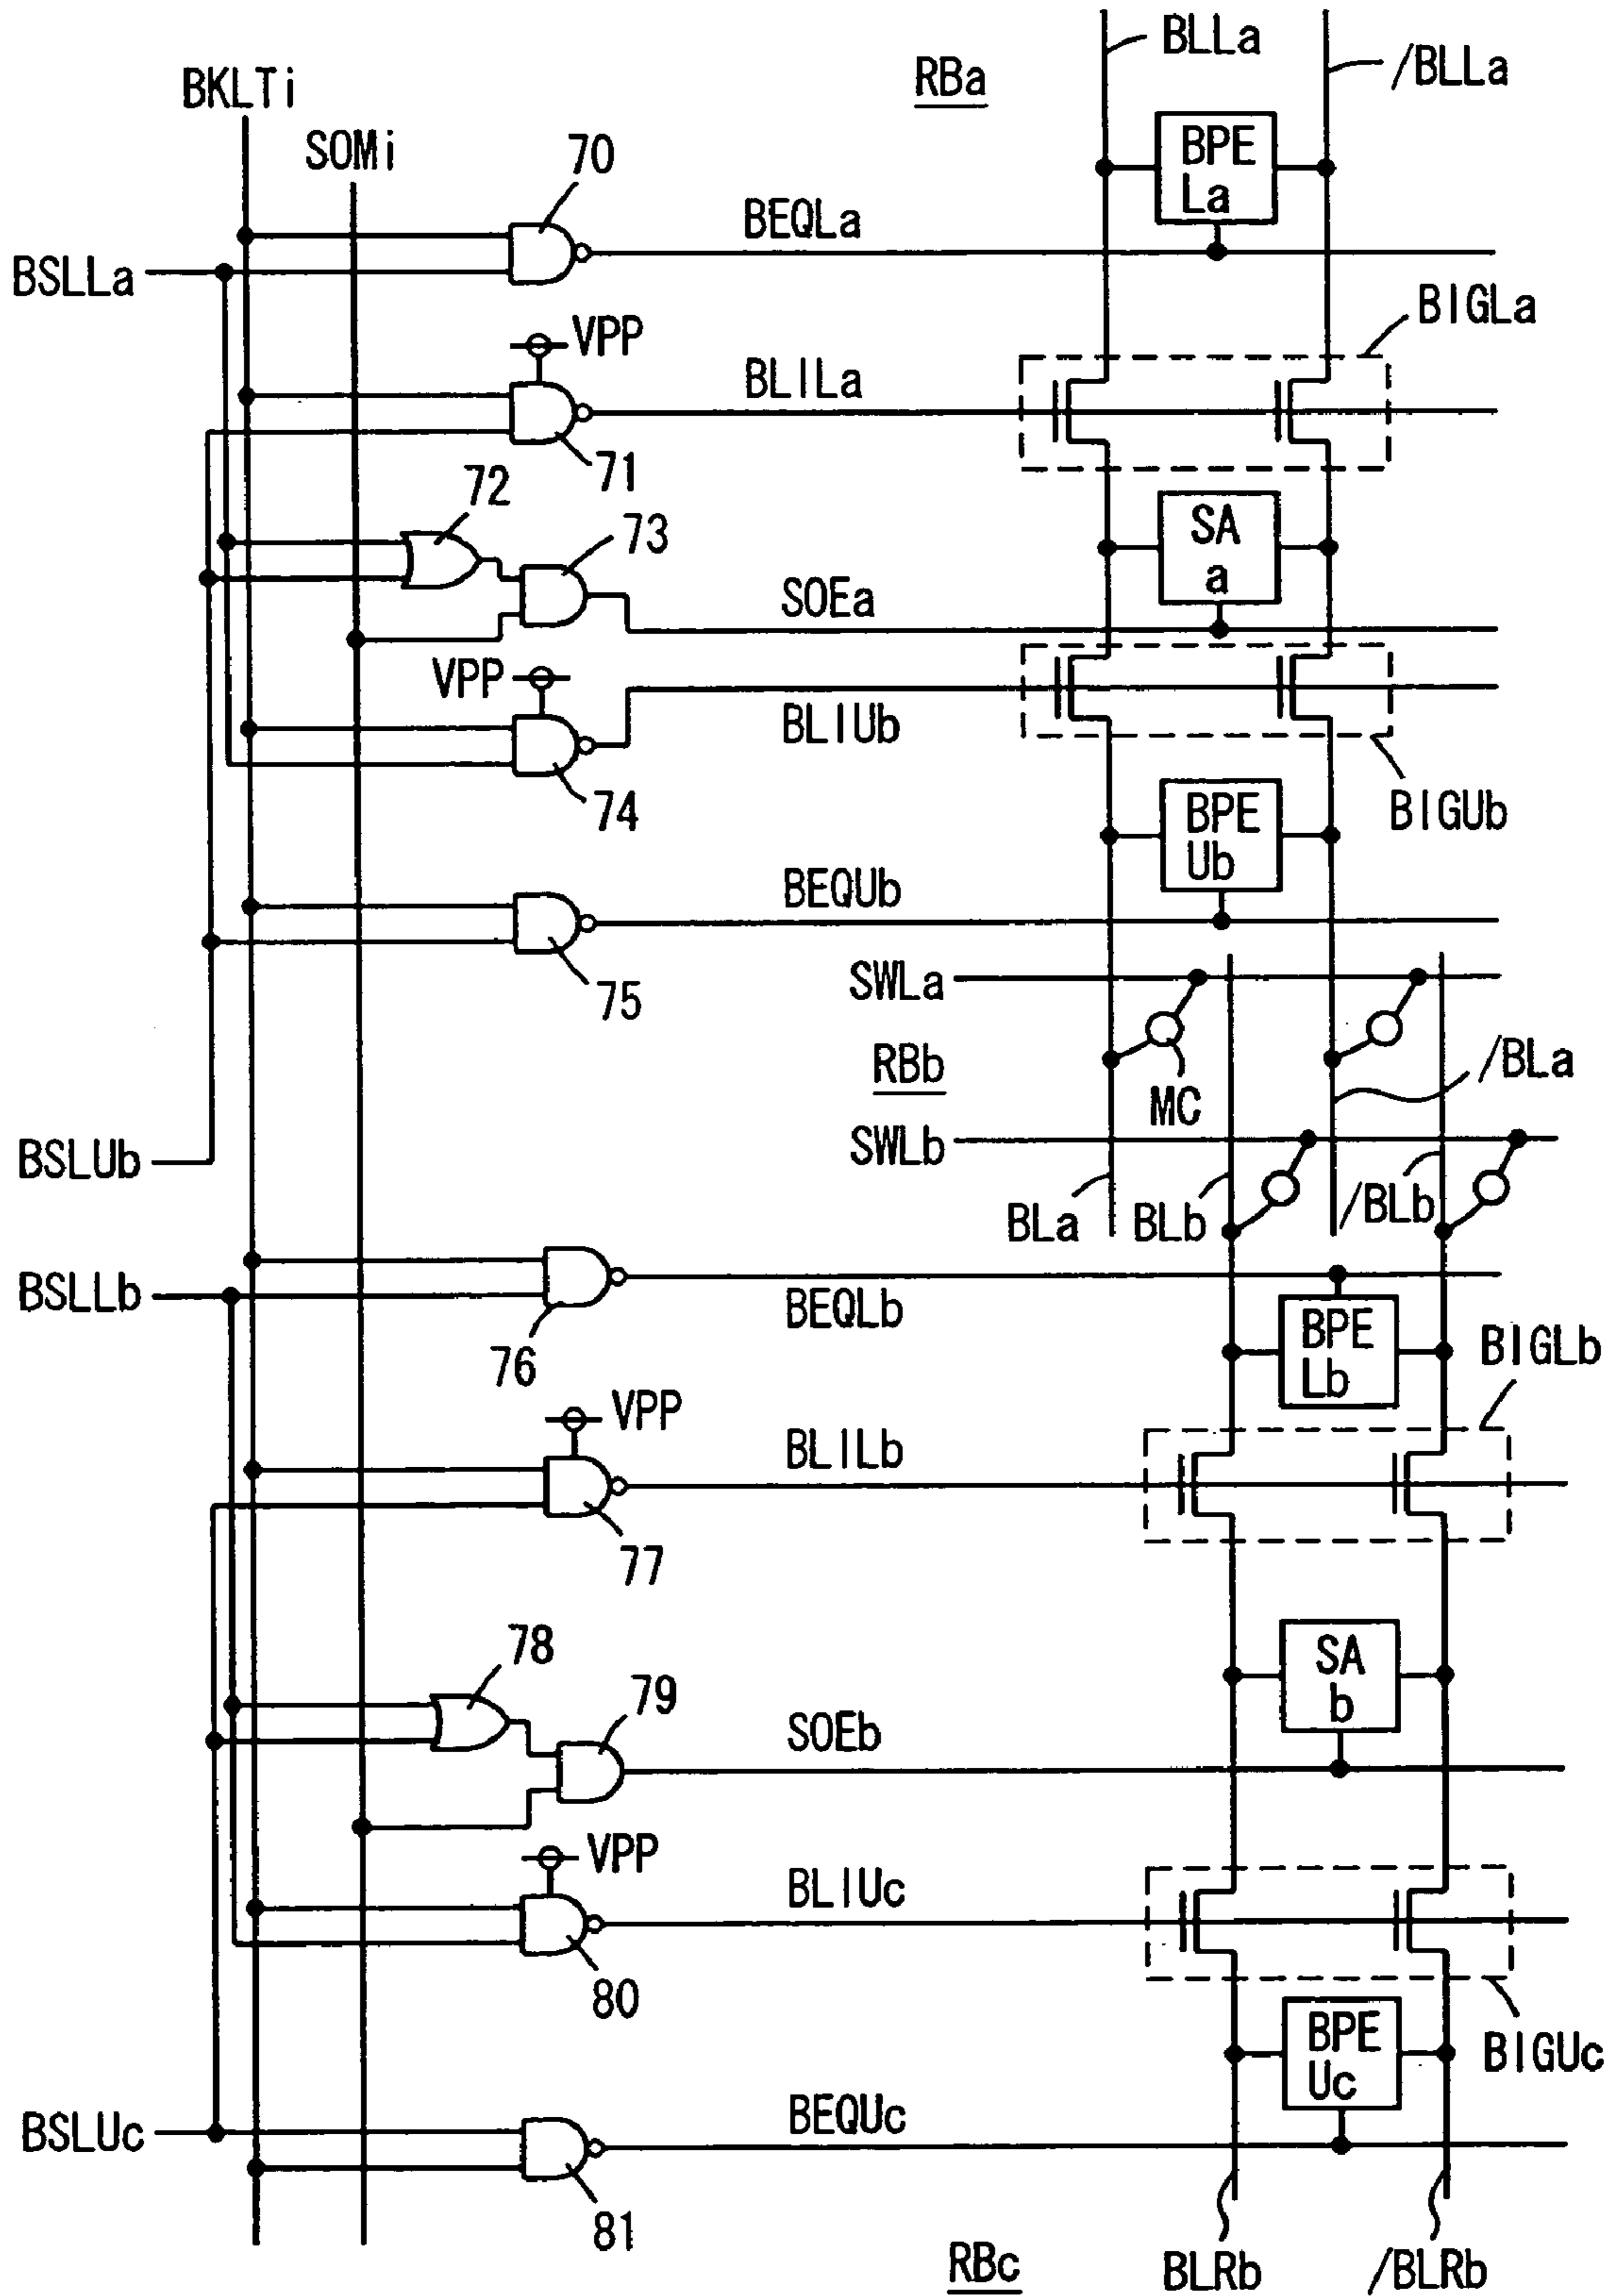 BLLa
/BLLa
RBa
BKLTi
SOMi
70
BPE
La
BEQLa
BSLLa
BIGLa
VPP
BLILa
71
72
73
SA
a
SOEa
VPP
BLIUb
74
BIGUb
BPE
Ub
BEQUb
75
SWLa
RBb
MC
/BLa
SWLb
BSLUb
BLa
BLb
/BLb
BSLLb
BEQLb
76
BPE
Lb
BIGLb
VPP
BLILb
77
78
79
SA
b
SOEb
VPP
BLIUc
80
BPE
Uc
BIGUc
BSLUc
BEQUc
81
RBc
BLRb
/BLRb